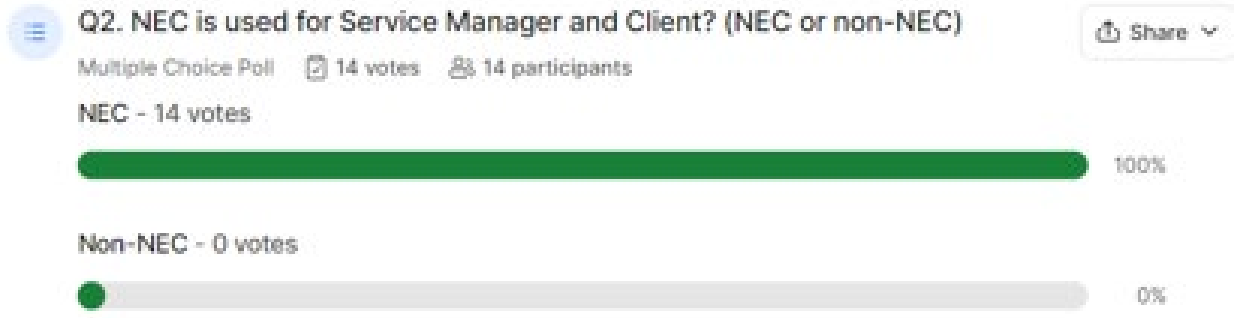 Q2. NEC is used for Service Manager and Client? (NEC or non-NEC)
Share
Multiple Choice Poll 14 votes 14 participants
NEC - 14 votes
100%
Non-NEC - 0 votes
0%